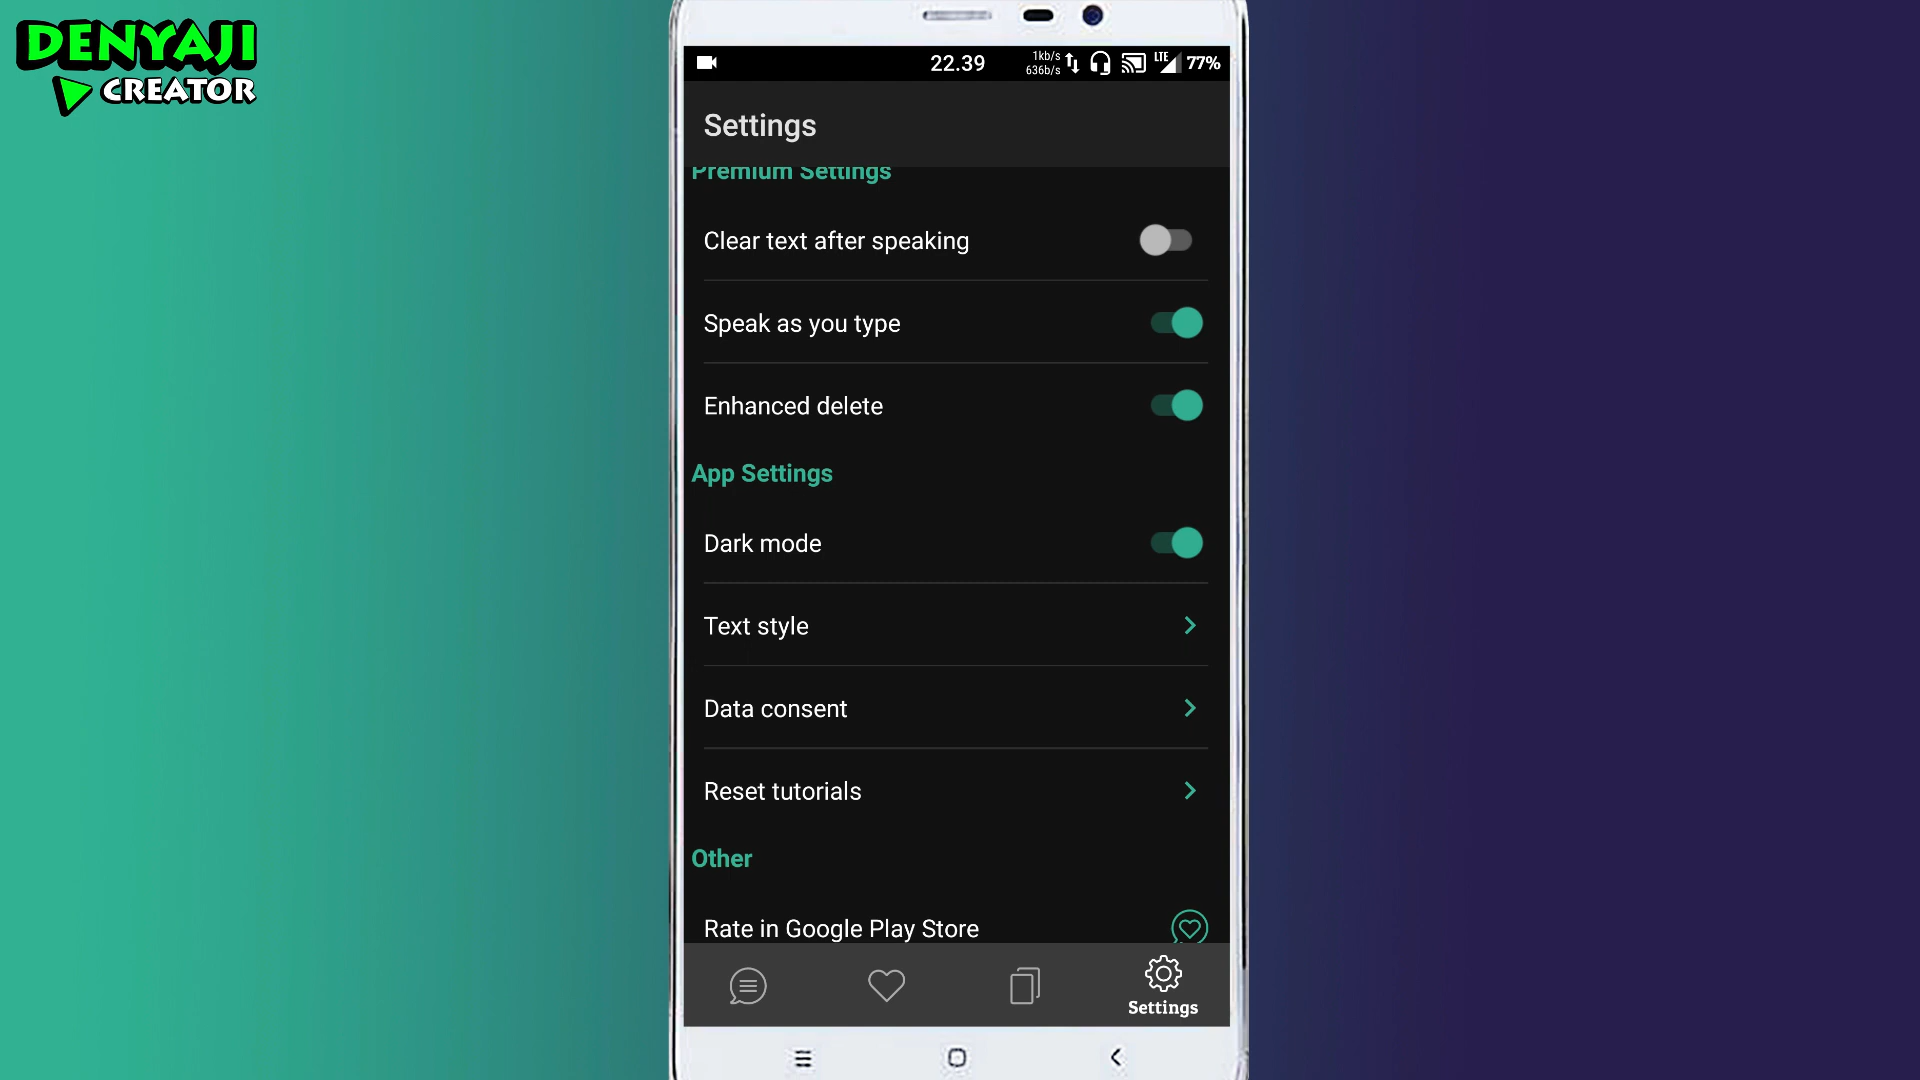 DENYAJI
CREATOR
22.39
1kb/s
636b/s
LTE
77%
Settings
Premium Settings
Clear text after speaking
Speak as you type
Enhanced delete
App Settings
Dark mode
Text style
Data consent
Reset tutorials
Other
Rate in Google Play Store
Settings